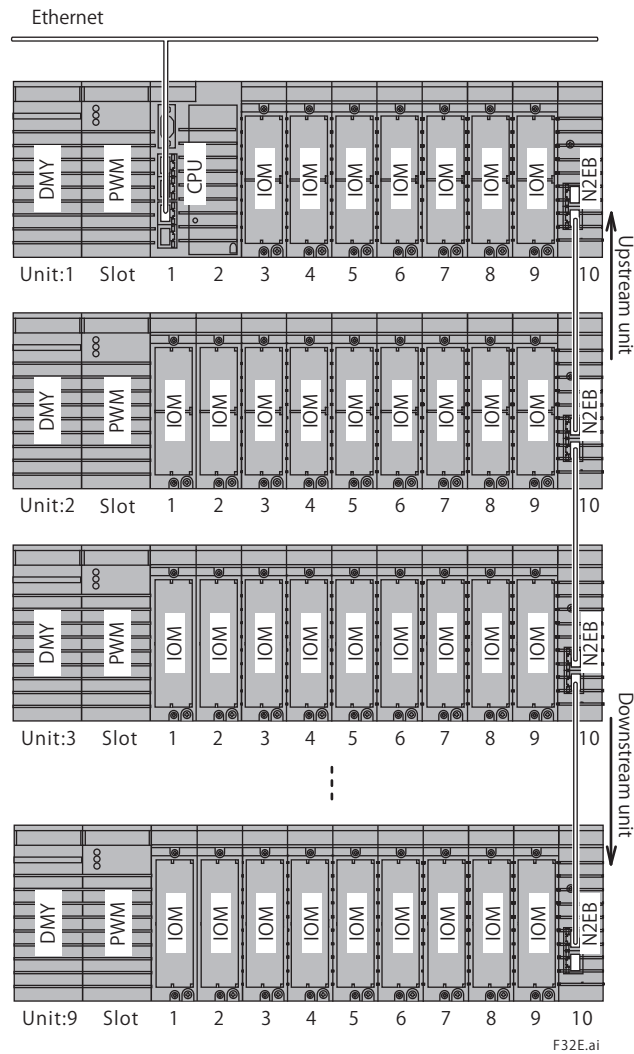 Ethernet
DMY PWM CPU IOM IOM IOM IOM IOM IOM IOM N2EB
Unit:1 Slot 1 2 3 4 5 6 7 8 9 10
Upstream unit
DMY PWM IOM IOM IOM IOM IOM IOM IOM IOM IOM N2EB
Unit:2 Slot 1 2 3 4 5 6 7 8 9 10
DMY PWM IOM IOM IOM IOM IOM IOM IOM IOM IOM N2EB
Unit:3 Slot 1 2 3 4 5 6 7 8 9 10
Downstream unit
DMY PWM IOM IOM IOM IOM IOM IOM IOM IOM IOM N2EB
Unit:9 Slot 1 2 3 4 5 6 7 8 9 10
F32E.ai